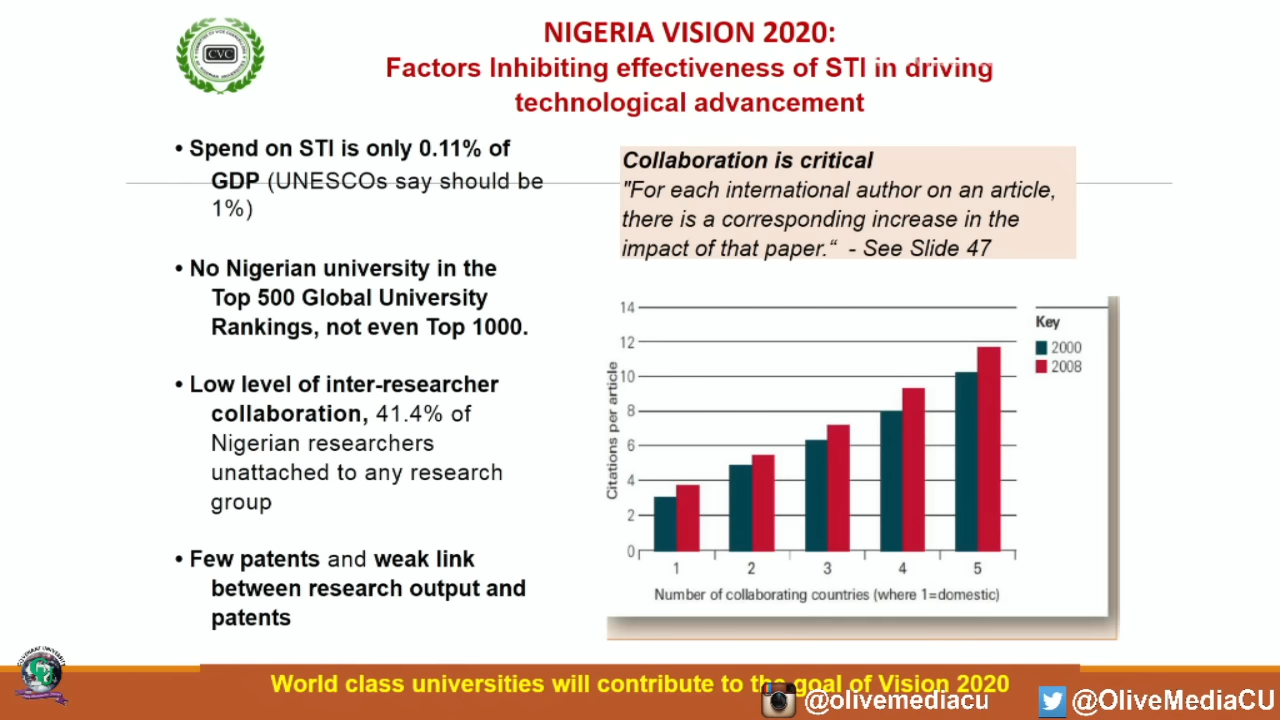 NIGERIA VISION 2020:
Factors Inhibiting effectiveness of STI in driving
technological advancement
CVC
• Spend on STI is only 0.11% of
GDP (UNESCOs say should be
1%)
• No Nigerian university in the
Top 500 Global University
Rankings, not even Top 1000.
• Low level of inter-researcher
collaboration, 41.4% of
Nigerian researchers
unattached to any research
group
• Few patents and weak link
between research output and
patents
Collaboration is critical
"For each international author on an article,
there is a corresponding increase in the
impact of that paper.“ - See Slide 47
14
12
10
8
6
4
2
0
Citations per article
1 2 3 4 5
Number of collaborating countries (where 1=domestic)
Key
2000
2008
World class universities will contribute to the goal of Vision 2020
@olivemediacu
@OliveMediaCU